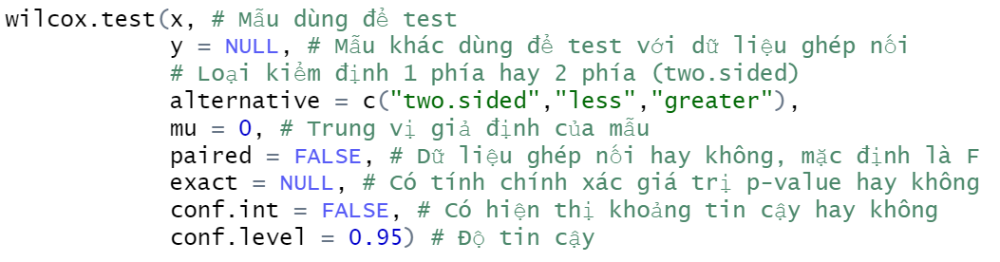 wilcox.test(x, # Mẫu dùng để test
y = NULL, # Mẫu khác dùng để test với dữ liệu ghép nối
# Loại kiểm định 1 phía hay 2 phía (two.sided)
alternative = c("two.sided","less","greater"),
mu = 0, # Trung vị giả định của mẫu
paired = FALSE, # Dữ liệu ghép nối hay không, mặc định là F
exact = NULL, # Có tính chính xác giá trị p-value hay không
conf.int = FALSE, # Có hiện thị khoảng tin cậy hay không
conf.level = 0.95) # Độ tin cậy